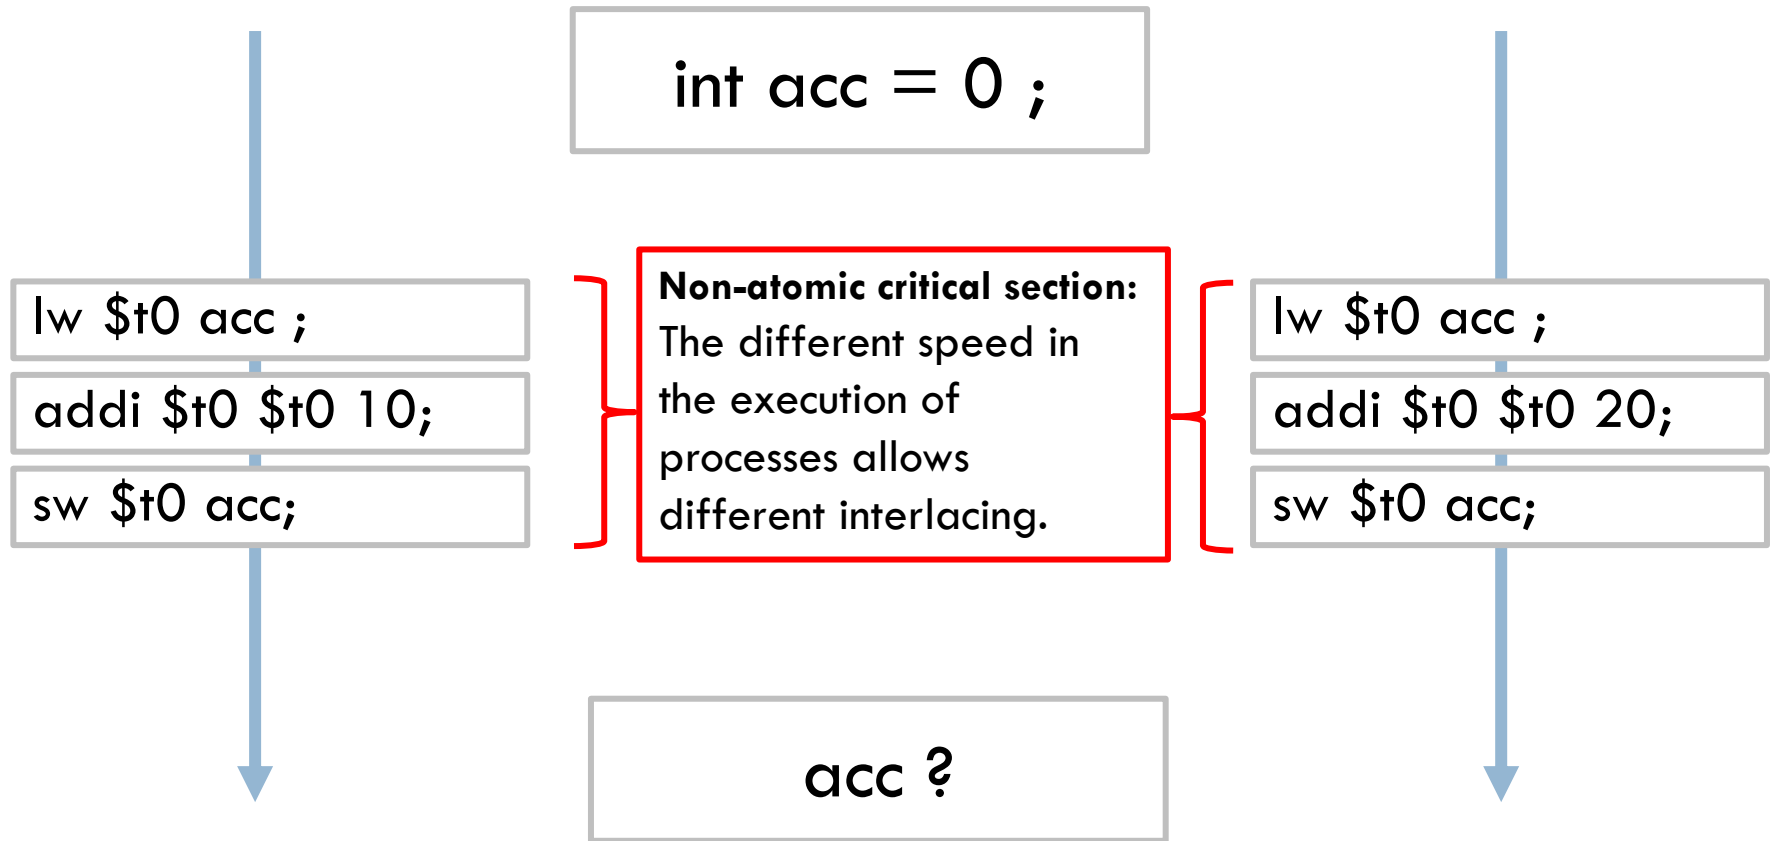 int acc = 0 ;
lw $t0 acc ;
addi $t0 $t0 10;
sw $t0 acc;
Non-atomic critical section:
The different speed in
the execution of
processes allows
different interlacing.
lw $t0 acc ;
addi $t0 $t0 20;
sw $t0 acc;
acc ?